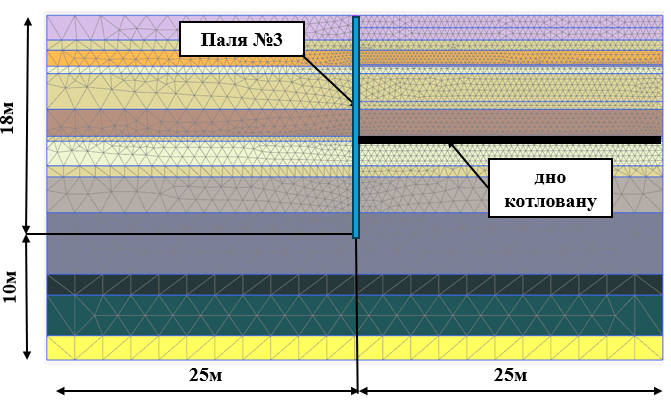 Паля №3
18м
дно
котловану
10м
25м
25м